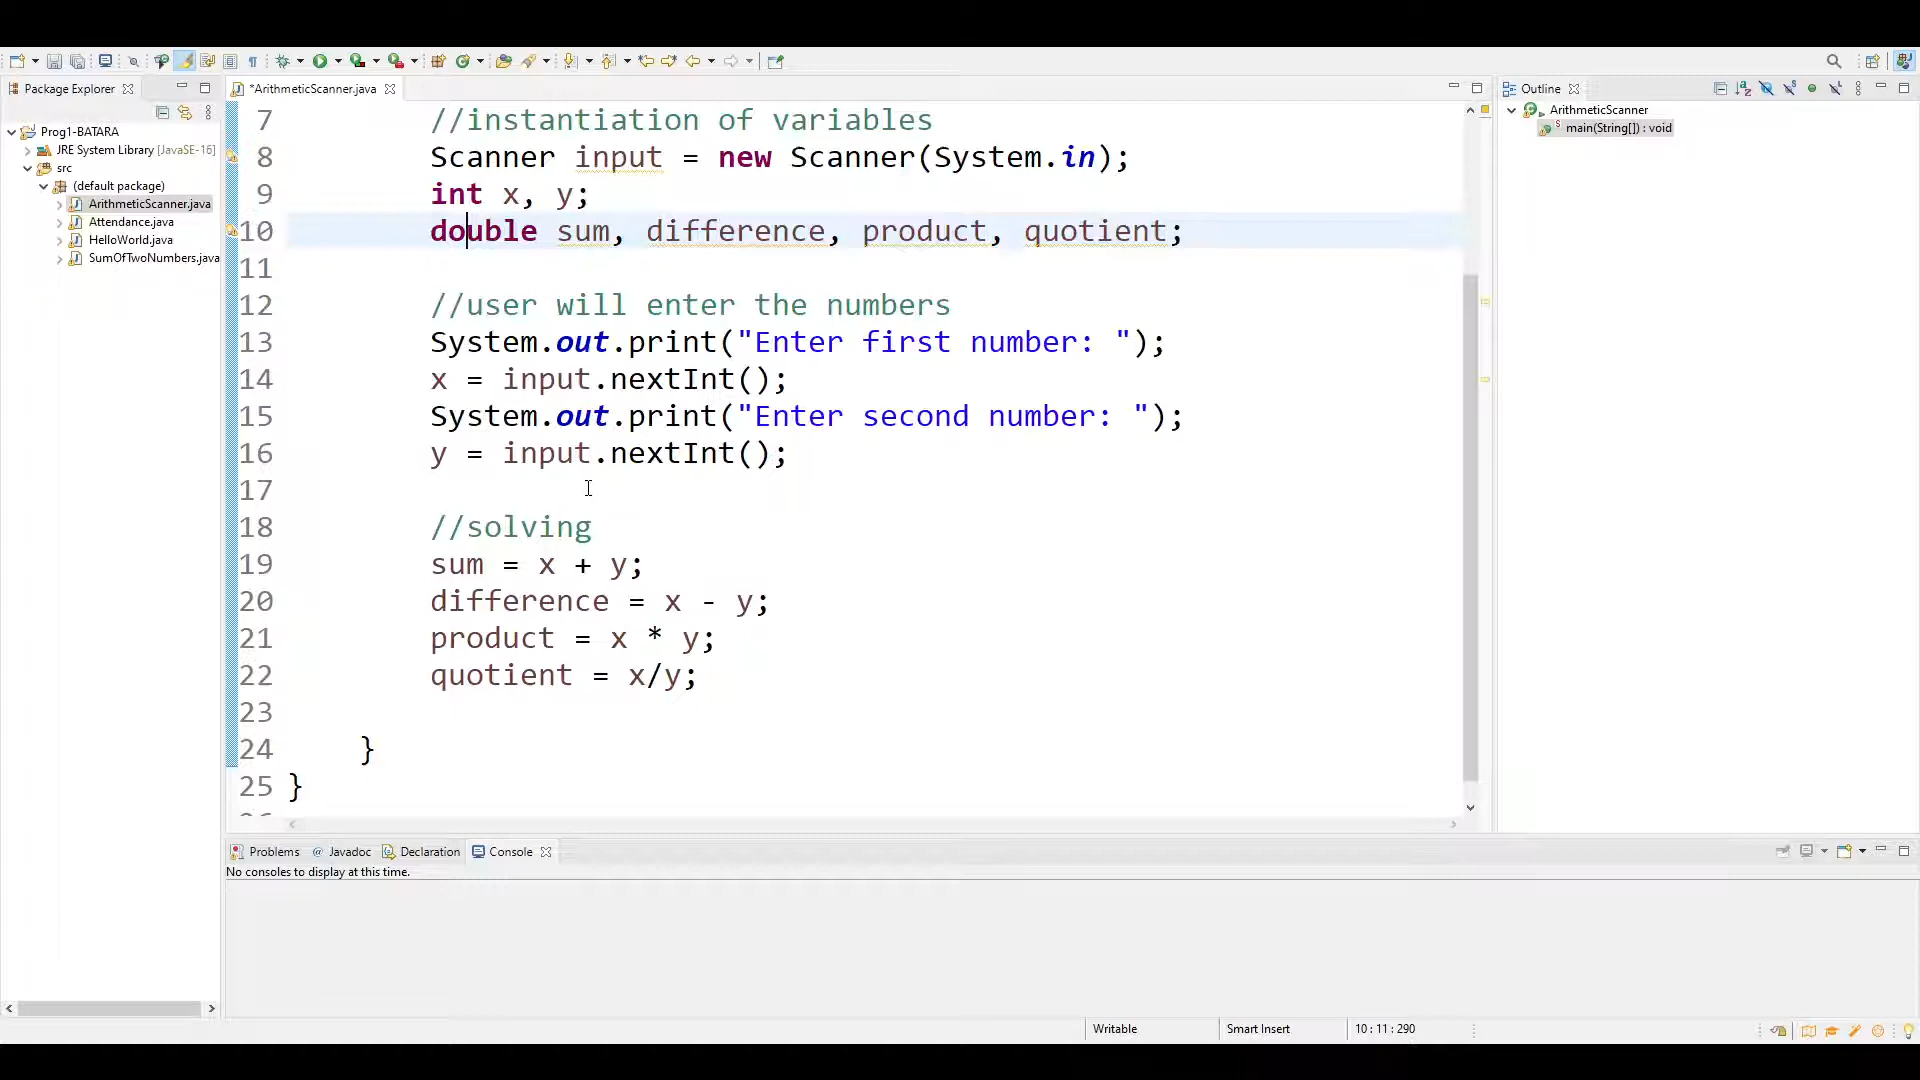 Package Explorer
*ArithmeticScanner.java
Outline
Prog1-BATARA
JRE System Library [JavaSE-16]
src
(default package)
ArithmeticScanner.java
Attendance.java
HelloWorld.java
SumOfTwoNumbers.java
7 //instantiation of variables
8 Scanner input = new Scanner(System.in);
9 int x, y;
10 double sum, difference, product, quotient;
11
12 //user will enter the numbers
13 System.out.print("Enter first number: ");
14 x = input.nextInt();
15 System.out.print("Enter second number: ");
16 y = input.nextInt();
17
18 //solving
19 sum = x + y;
20 difference = x - y;
21 product = x * y;
22 quotient = x/y;
23
24 }
25 }
ArithmeticScanner
main(String[]) : void
Problems @ Javadoc Declaration Console
No consoles to display at this time.
Writable Smart Insert 10 : 11 : 290